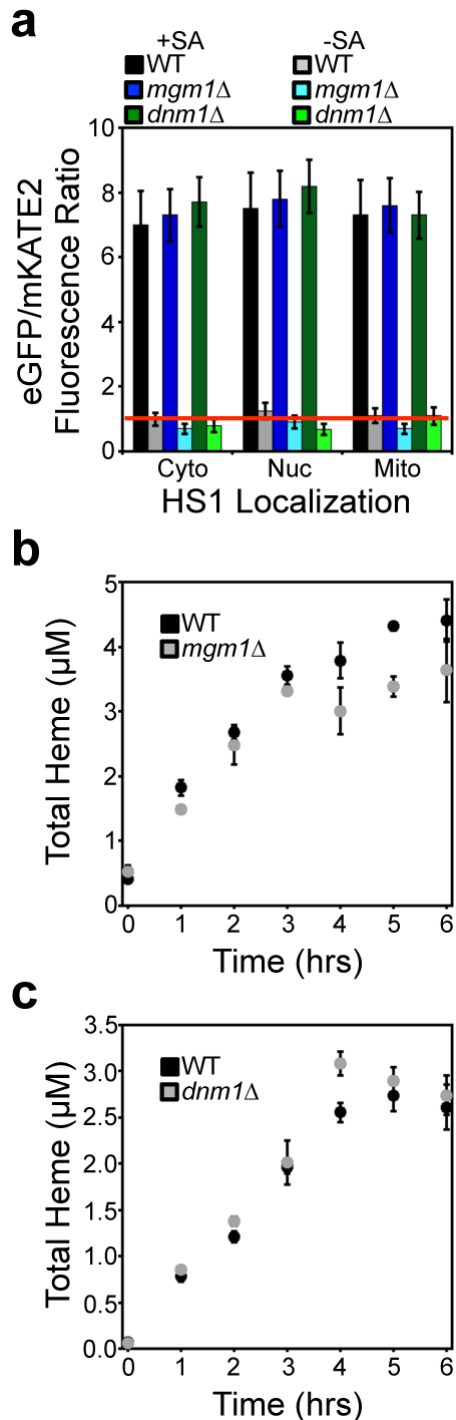 a
+SA -SA
WT WT
mgm1Δ mgm1Δ
dnm1Δ dnm1Δ
eGFP/mKATE2
Fluorescence Ratio
10
8
6
4
2
0
Cyto Nuc Mito
HS1 Localization
b
Total Heme (µM)
5
4
3
2
1
0
WT
mgm1Δ
0 1 2 3 4 5 6
Time (hrs)
c
Total Heme (µM)
3.5
3.0
2.5
2.0
1.5
1.0
0.5
0.0
WT
dnm1Δ
0 1 2 3 4 5 6
Time (hrs)